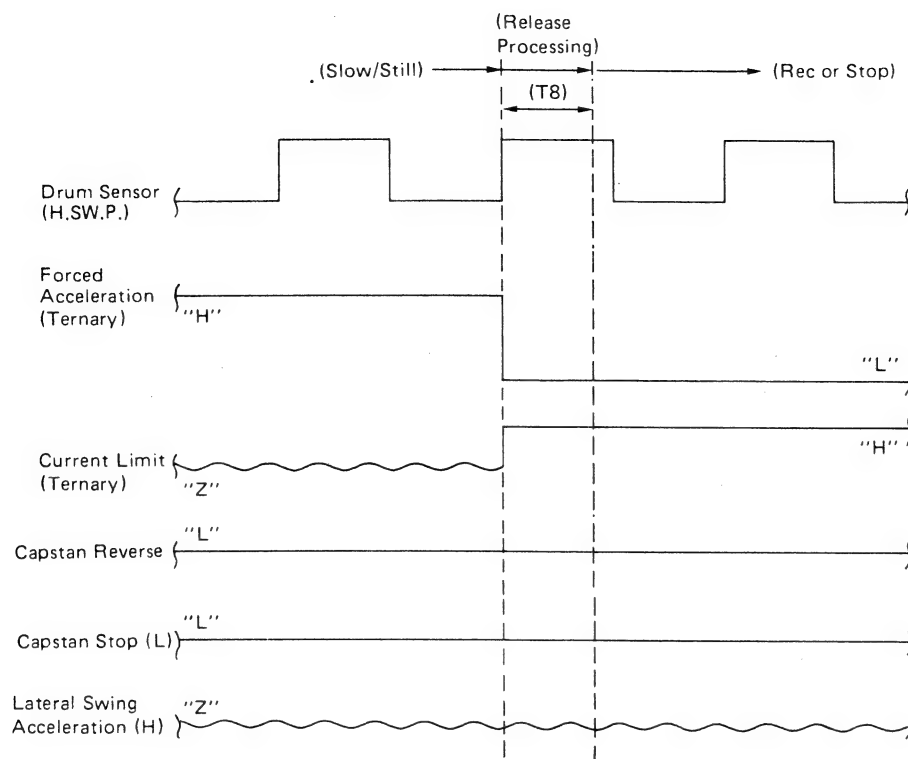 (Release
Processing)
(Slow/Still)
(Rec or Stop)
(T8)
Drum Sensor
(H.SW.P.)
Forced
Acceleration
(Ternary)
"H"
"L"
Current Limit
(Ternary)
"Z"
"H"
Capstan Reverse
"L"
Capstan Stop (L)
"L"
Lateral Swing
Acceleration (H)
"Z"